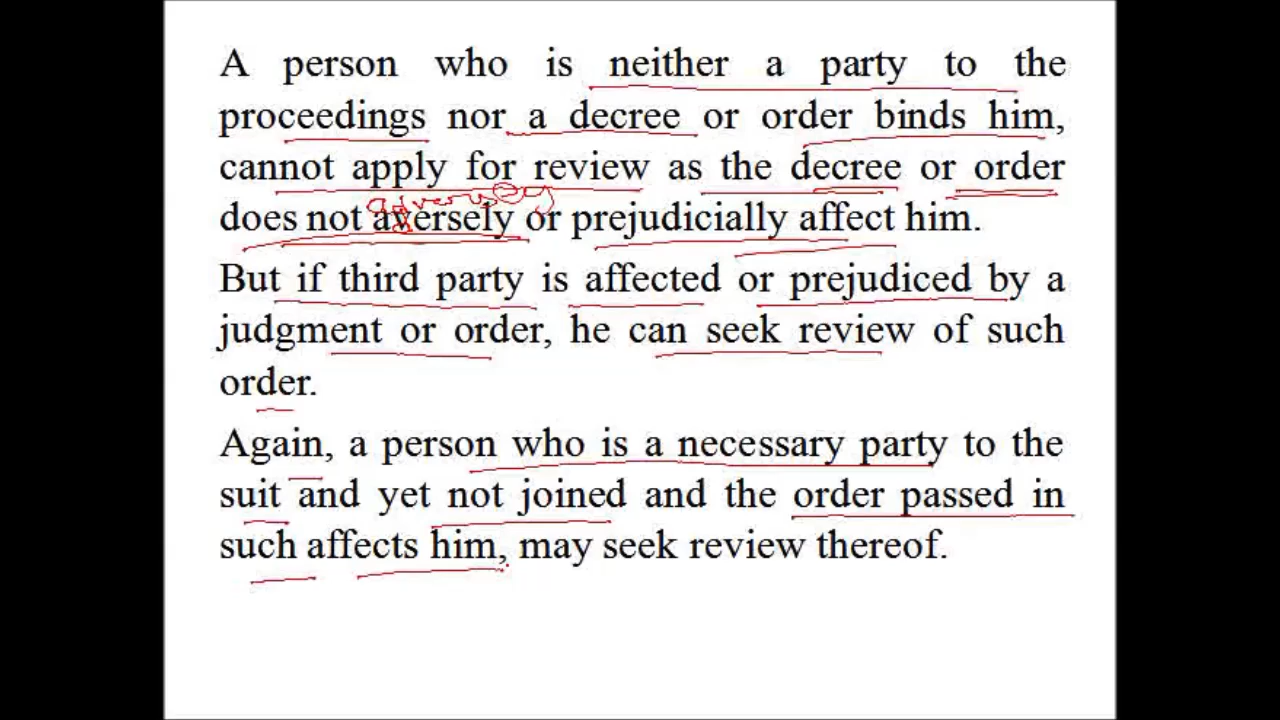 A person who is neither a party to the
proceedings nor a decree or order binds him,
cannot apply for review as the decree or order
does not aversely or prejudicially affect him.
But if third party is affected or prejudiced by a
judgment or order, he can seek review of such
order.
Again, a person who is a necessary party to the
suit and yet not joined and the order passed in
such affects him, may seek review thereof.